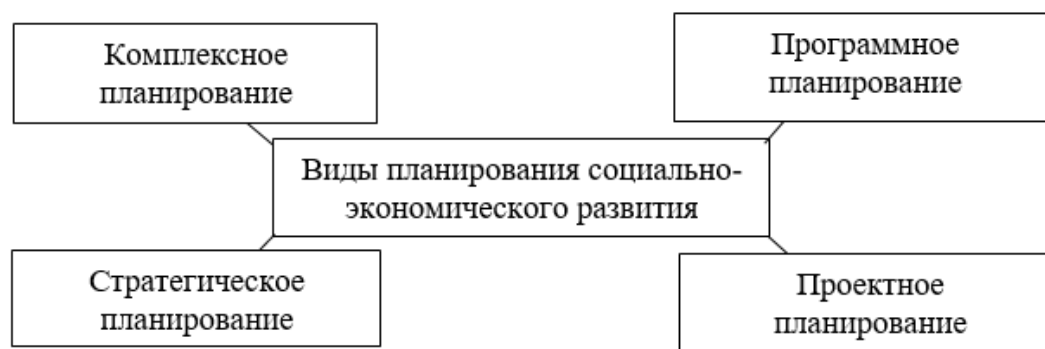 Комплексное
планирование
Программное
планирование
Виды планирования социально-
экономического развития
Стратегическое
планирование
Проектное
планирование